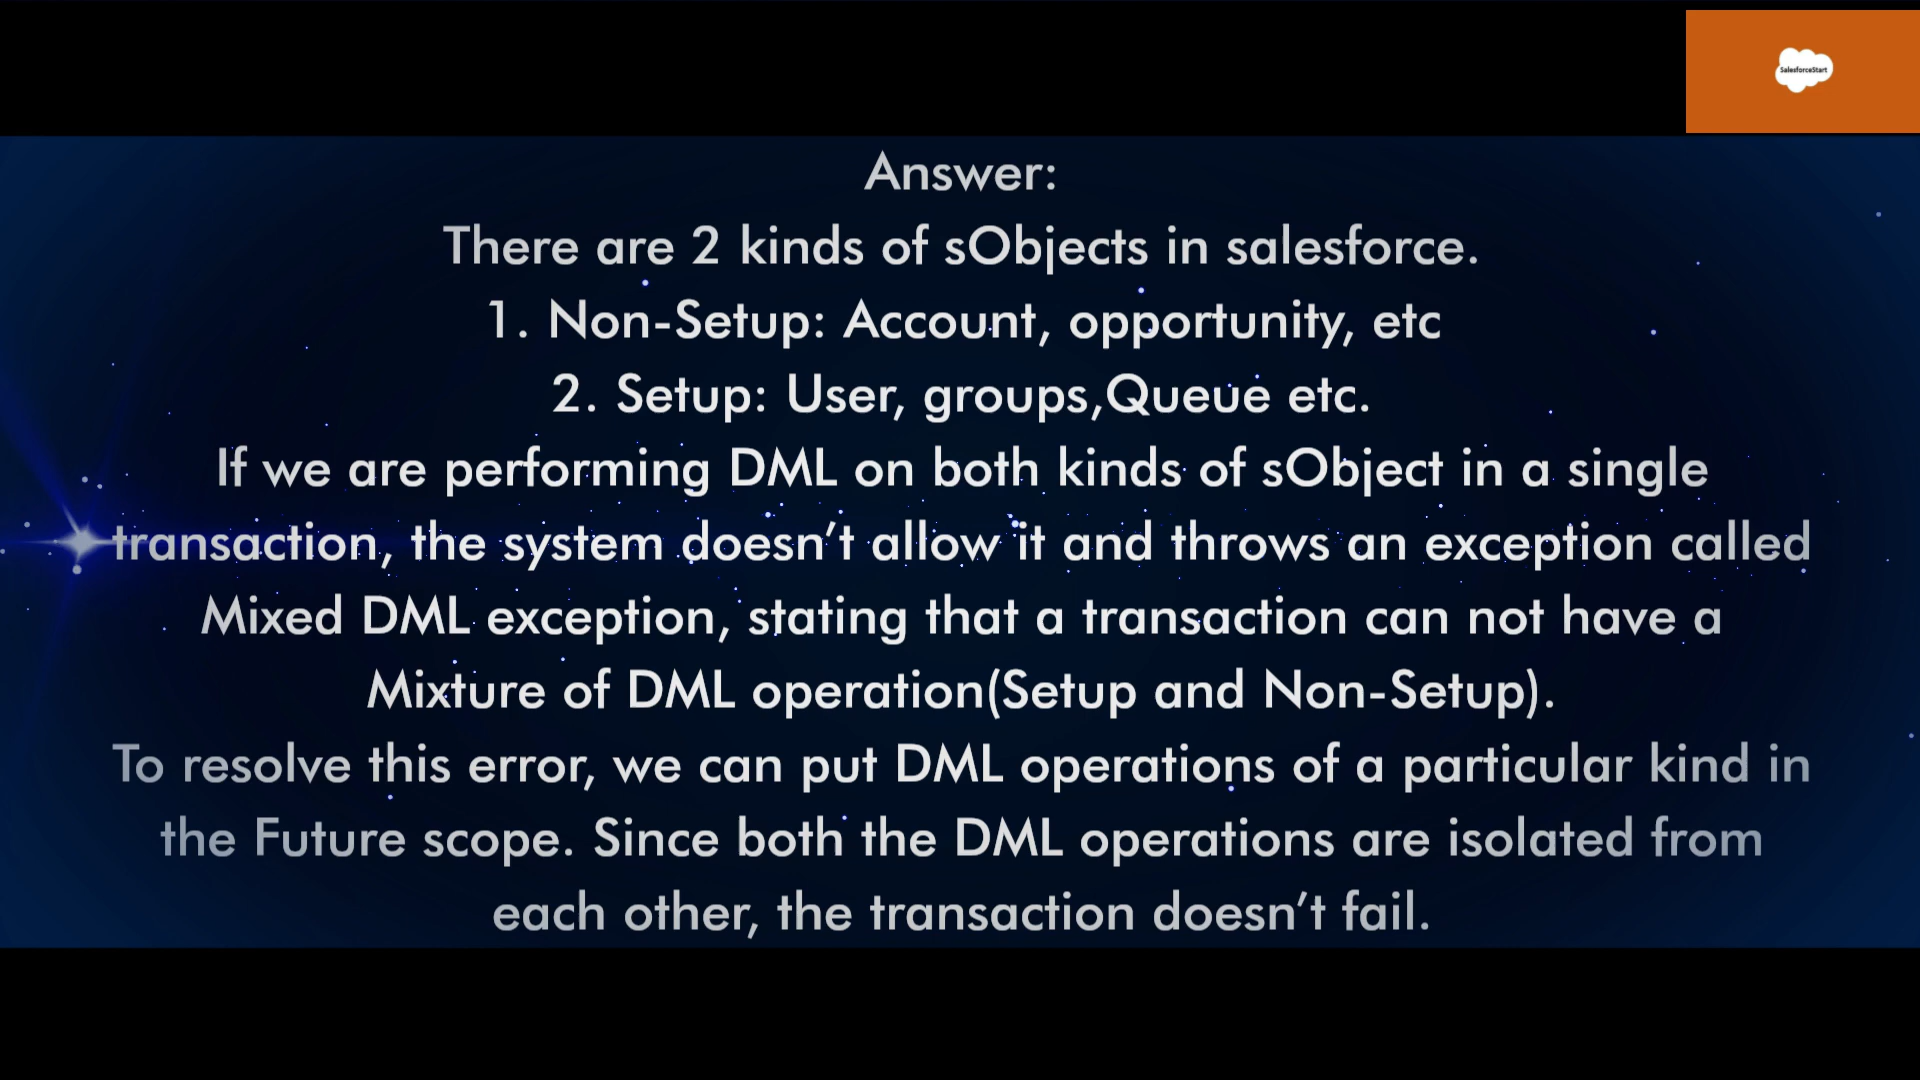 SalesforceStart
Answer:
There are 2 kinds of sObjects in salesforce.
1. Non-Setup: Account, opportunity, etc
2. Setup: User, groups,Queue etc.
If we are performing DML on both kinds of sObject in a single
transaction, the system doesn’t allow it and throws an exception called
Mixed DML exception, stating that a transaction can not have a
Mixture of DML operation(Setup and Non-Setup).
To resolve this error, we can put DML operations of a particular kind in
the Future scope. Since both the DML operations are isolated from
each other, the transaction doesn’t fail.